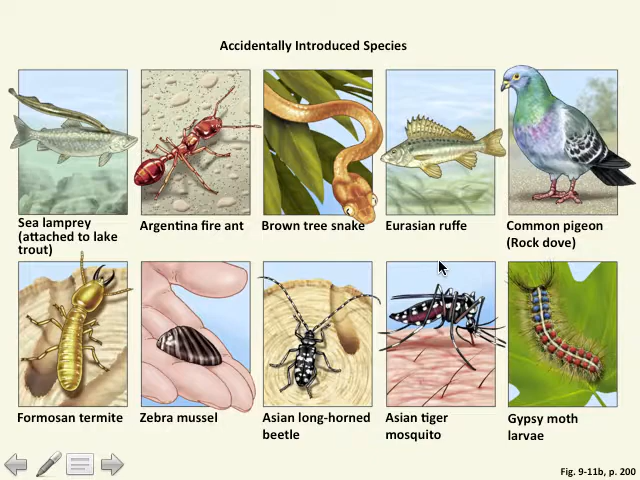 Accidentally Introduced Species
Sea lamprey
(attached to lake
trout)
Argentina fire ant
Brown tree snake
Eurasian ruffe
Common pigeon
(Rock dove)
Formosan termite
Zebra mussel
Asian long-horned
beetle
Asian tiger
mosquito
Gypsy moth
larvae
Fig. 9-11b, p. 200